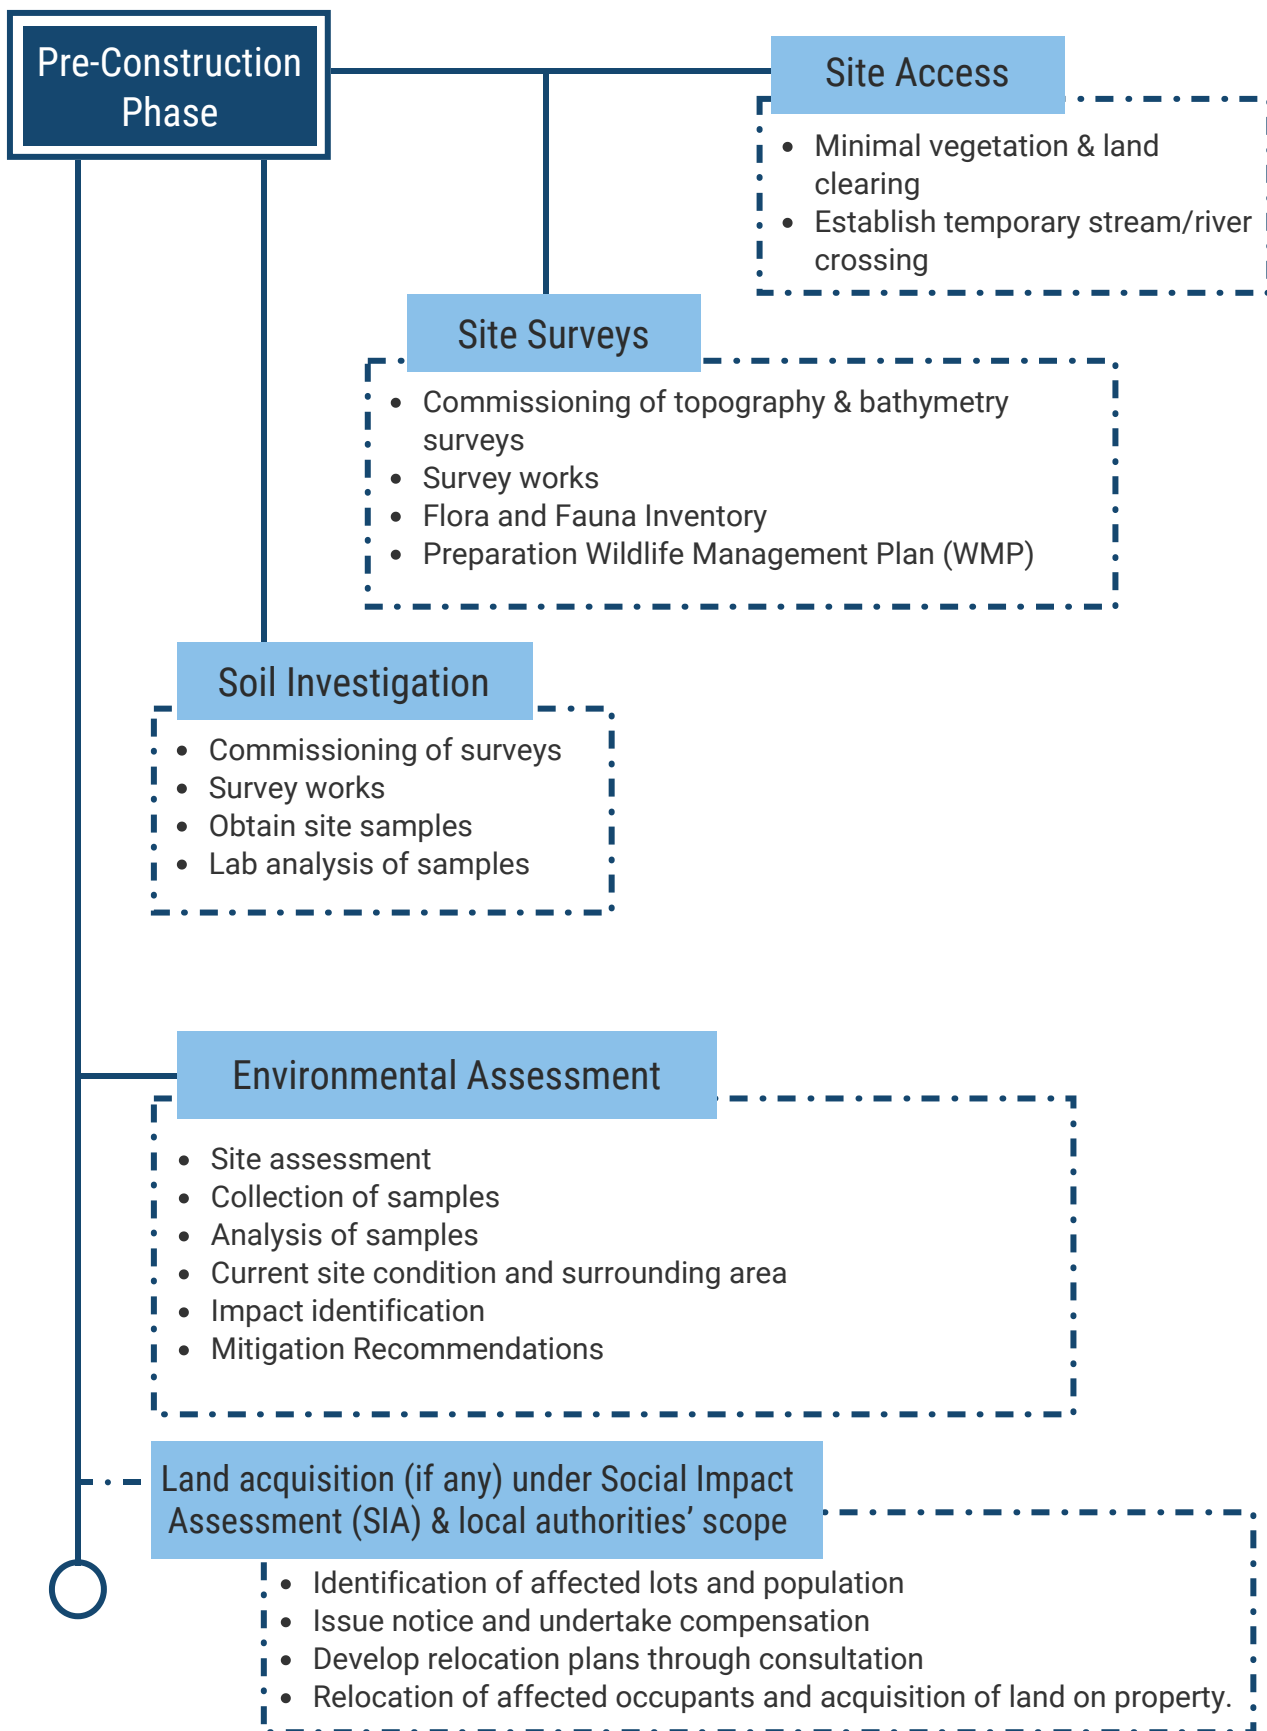 Pre-Construction
Phase
Site Access
• Minimal vegetation & land
clearing
• Establish temporary stream/river
crossing
Site Surveys
• Commissioning of topography & bathymetry
surveys
• Survey works
• Flora and Fauna Inventory
• Preparation Wildlife Management Plan (WMP)
Soil Investigation
• Commissioning of surveys
• Survey works
• Obtain site samples
• Lab analysis of samples
Environmental Assessment
• Site assessment
• Collection of samples
• Analysis of samples
• Current site condition and surrounding area
• Impact identification
• Mitigation Recommendations
Land acquisition (if any) under Social Impact
Assessment (SIA) & local authorities’ scope
• Identification of affected lots and population
• Issue notice and undertake compensation
• Develop relocation plans through consultation
• Relocation of affected occupants and acquisition of land on property.